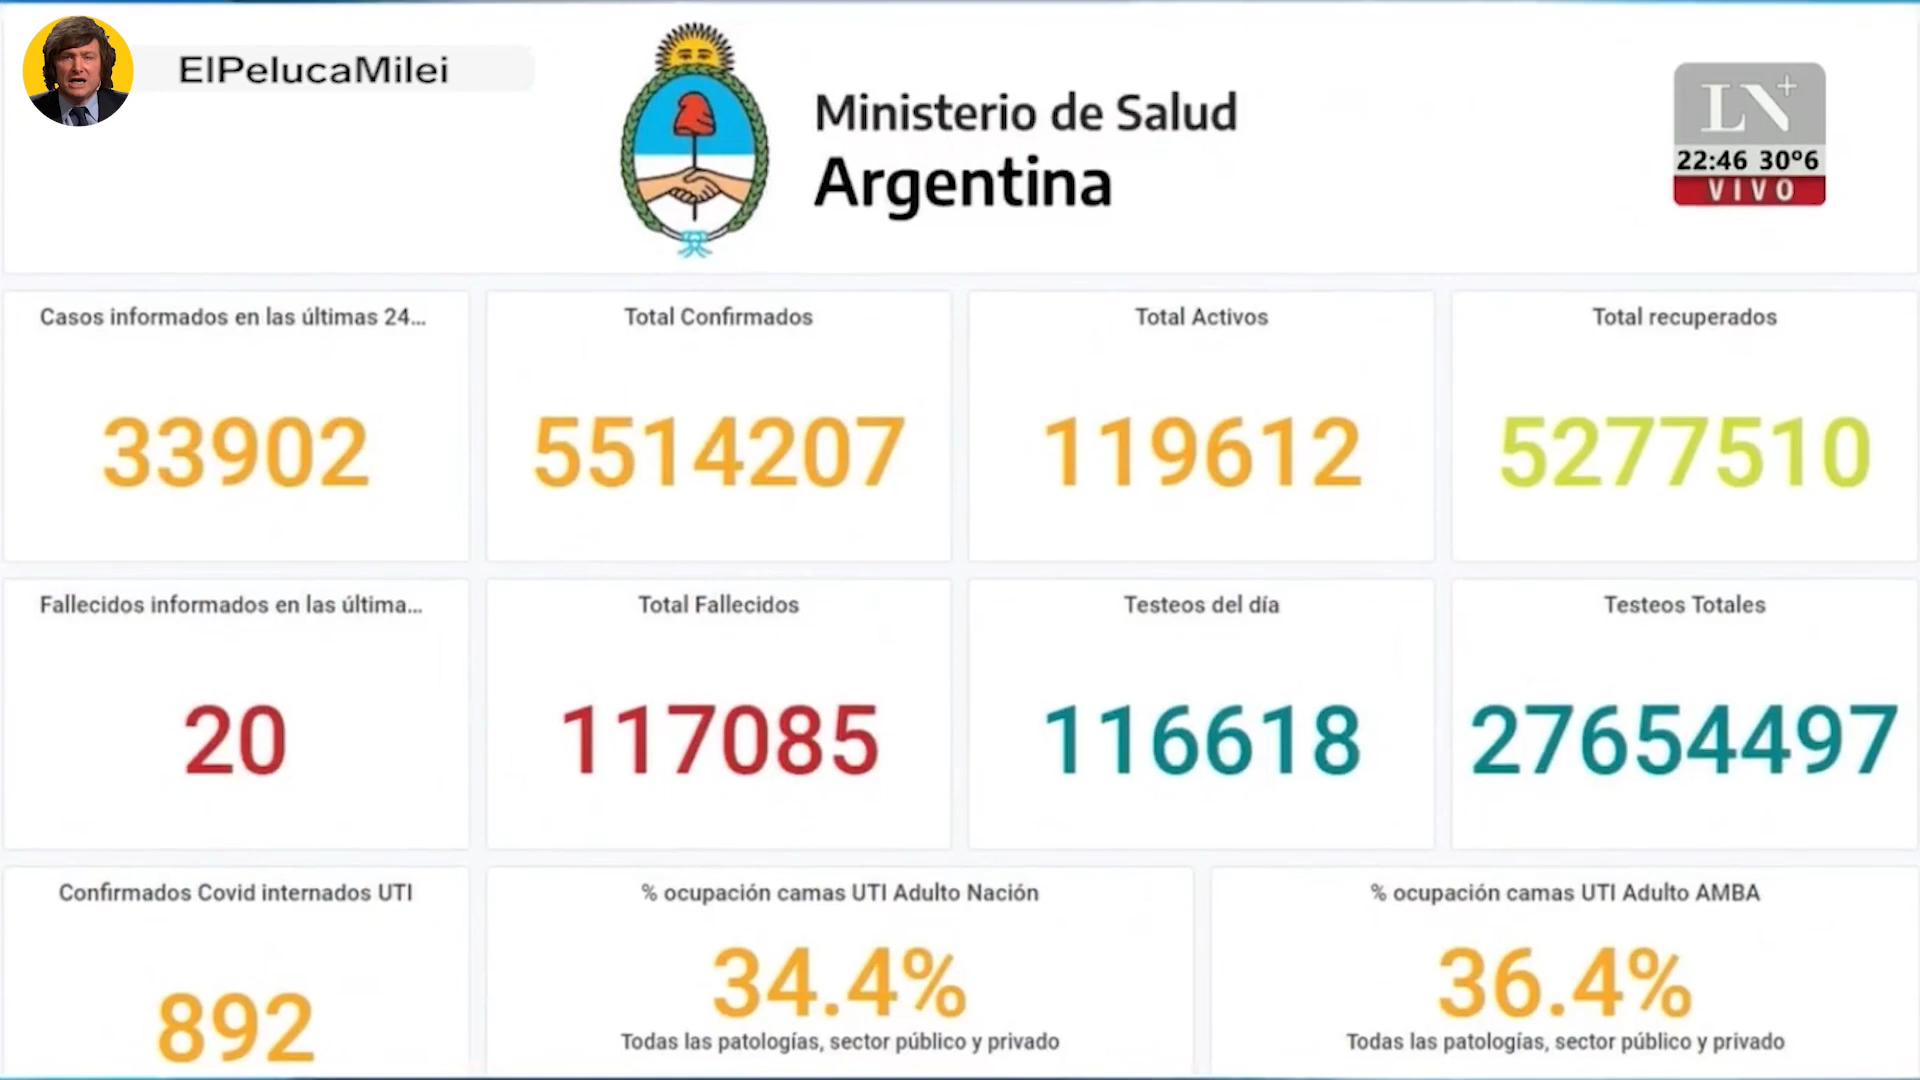 ElPelucaMilei
Ministerio de Salud
Argentina
LN+
22:46 30º6
VIVO
Casos informados en las últimas 24...
33902
Total Confirmados
5514207
Total Activos
119612
Total recuperados
5277510
Fallecidos informados en las última...
20
Total Fallecidos
117085
Testeos del día
116618
Testeos Totales
27654497
Confirmados Covid internados UTI
892
% ocupación camas UTI Adulto Nación
34.4%
Todas las patologías, sector público y privado
% ocupación camas UTI Adulto AMBA
36.4%
Todas las patologías, sector público y privado